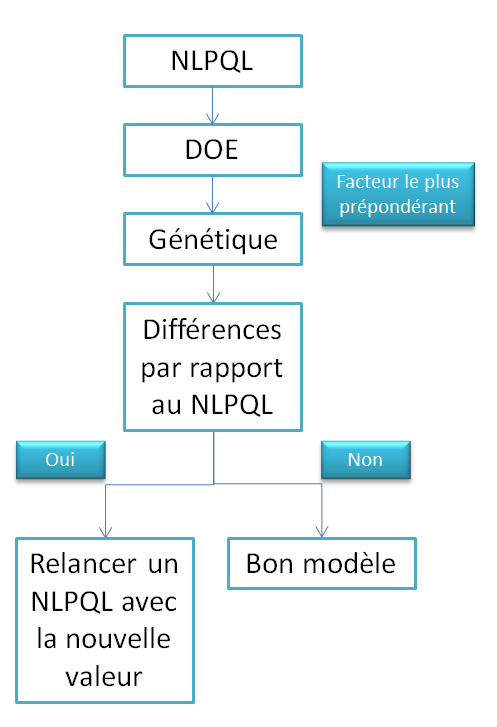 NLPQL
DOE
Facteur le plus
prépondérant
Génétique
Différences
par rapport
au NLPQL
Oui
Non
Relancer un
NLPQL avec
la nouvelle
valeur
Bon modèle